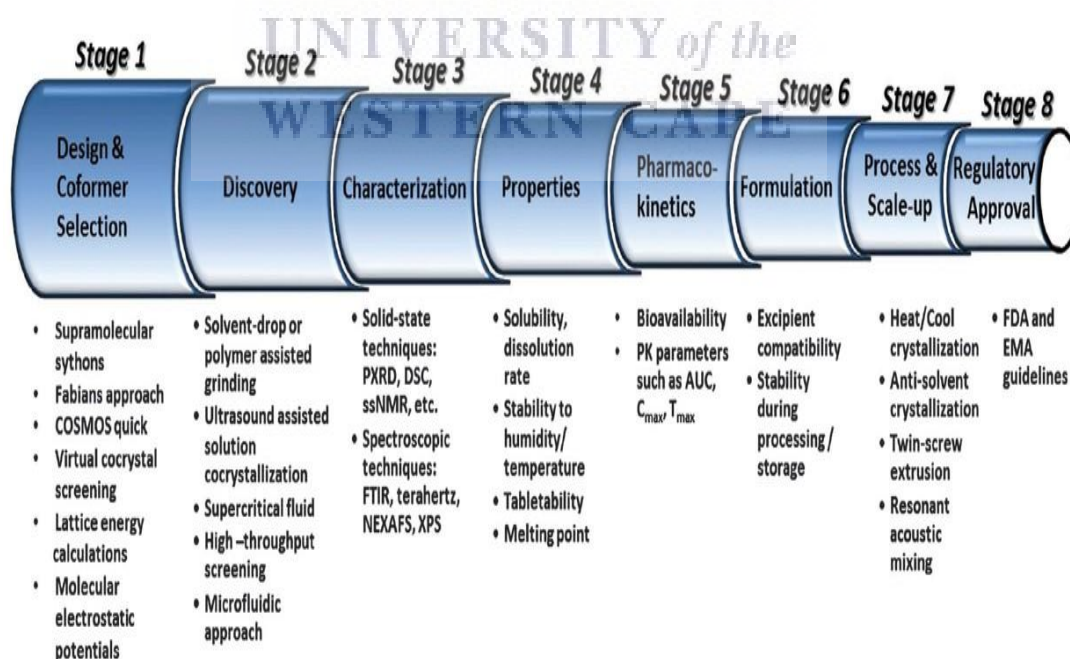 UNIVERSITY of the
WESTERN CAPE
Stage 1
Design &
Coformer
Selection
• Supramolecular
sythons
• Fabians approach
• COSMOS quick
• Virtual cocrystal
screening
• Lattice energy
calculations
• Molecular
electrostatic
potentials
Stage 2
Discovery
• Solvent-drop or
polymer assisted
grinding
• Ultrasound assisted
solution
cocrystallization
• Supercritical fluid
• High –throughput
screening
• Microfluidic
approach
Stage 3
Characterization
• Solid-state
techniques:
PXRD, DSC,
ssNMR, etc.
• Spectroscopic
techniques:
FTIR, terahertz,
NEXAFS, XPS
Stage 4
Properties
• Solubility,
dissolution
rate
• Stability to
humidity/
temperature
• Tabletability
• Melting point
Stage 5
Pharmaco-
kinetics
• Bioavailability
• PK parameters
such as AUC,
Cmax, Tmax
Stage 6
Formulation
• Excipient
compatibility
• Stability
during
processing/
storage
Stage 7
Process &
Scale-up
• Heat/Cool
crystallization
• Anti-solvent
crystallization
• Twin-screw
extrusion
• Resonant
acoustic
mixing
Stage 8
Regulatory
Approval
• FDA and
EMA
guidelines